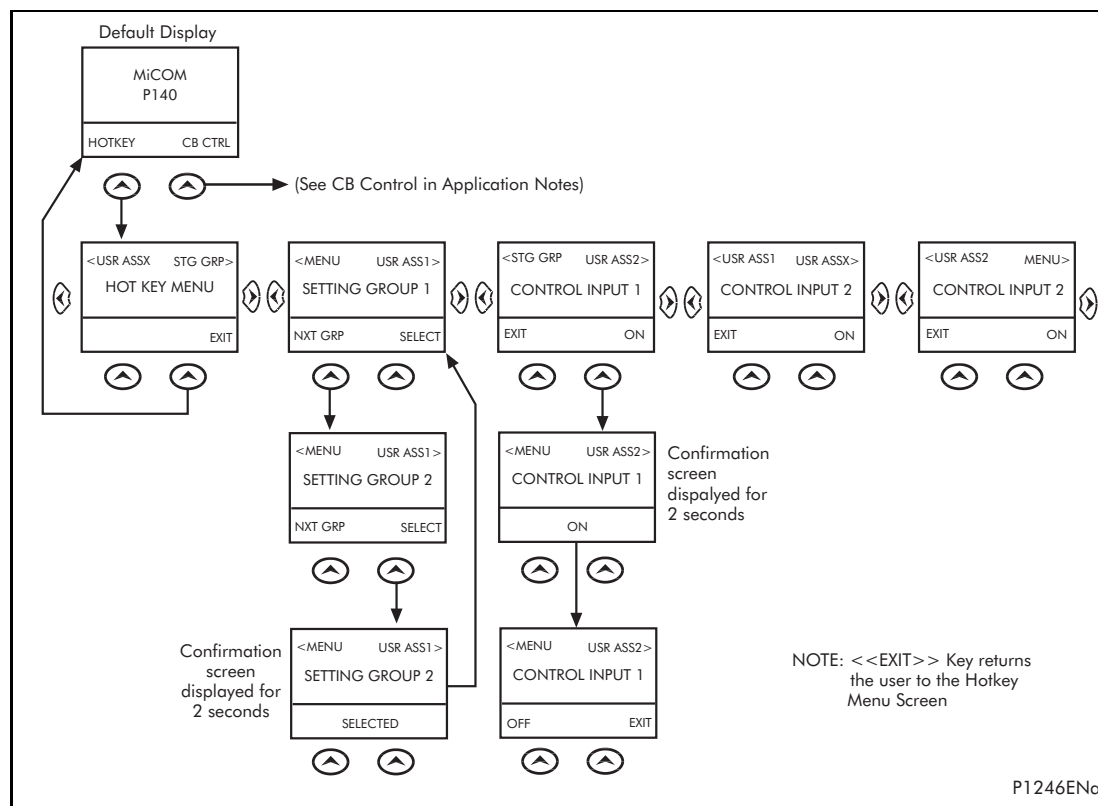 Default Display
MiCOM
P140
HOTKEY CB CTRL
(See CB Control in Application Notes)
<USR ASSX STG GRP>
HOT KEY MENU
EXIT
<MENU USR ASS1>
SETTING GROUP 1
NXT GRP SELECT
<STG GRP USR ASS2>
CONTROL INPUT 1
EXIT ON
<USR ASS1 USR ASSX>
CONTROL INPUT 2
EXIT ON
<USR ASS2 MENU>
CONTROL INPUT 2
EXIT ON
<MENU USR ASS1>
SETTING GROUP 2
NXT GRP SELECT
<MENU USR ASS2>
CONTROL INPUT 1
ON
Confirmation
screen
dispalyed for
2 seconds
Confirmation
screen
displayed for
2 seconds
<MENU USR ASS1>
SETTING GROUP 2
SELECTED
<MENU USR ASS2>
CONTROL INPUT 1
OFF EXIT
NOTE: <<EXIT>> Key returns
the user to the Hotkey
Menu Screen
P1246ENa